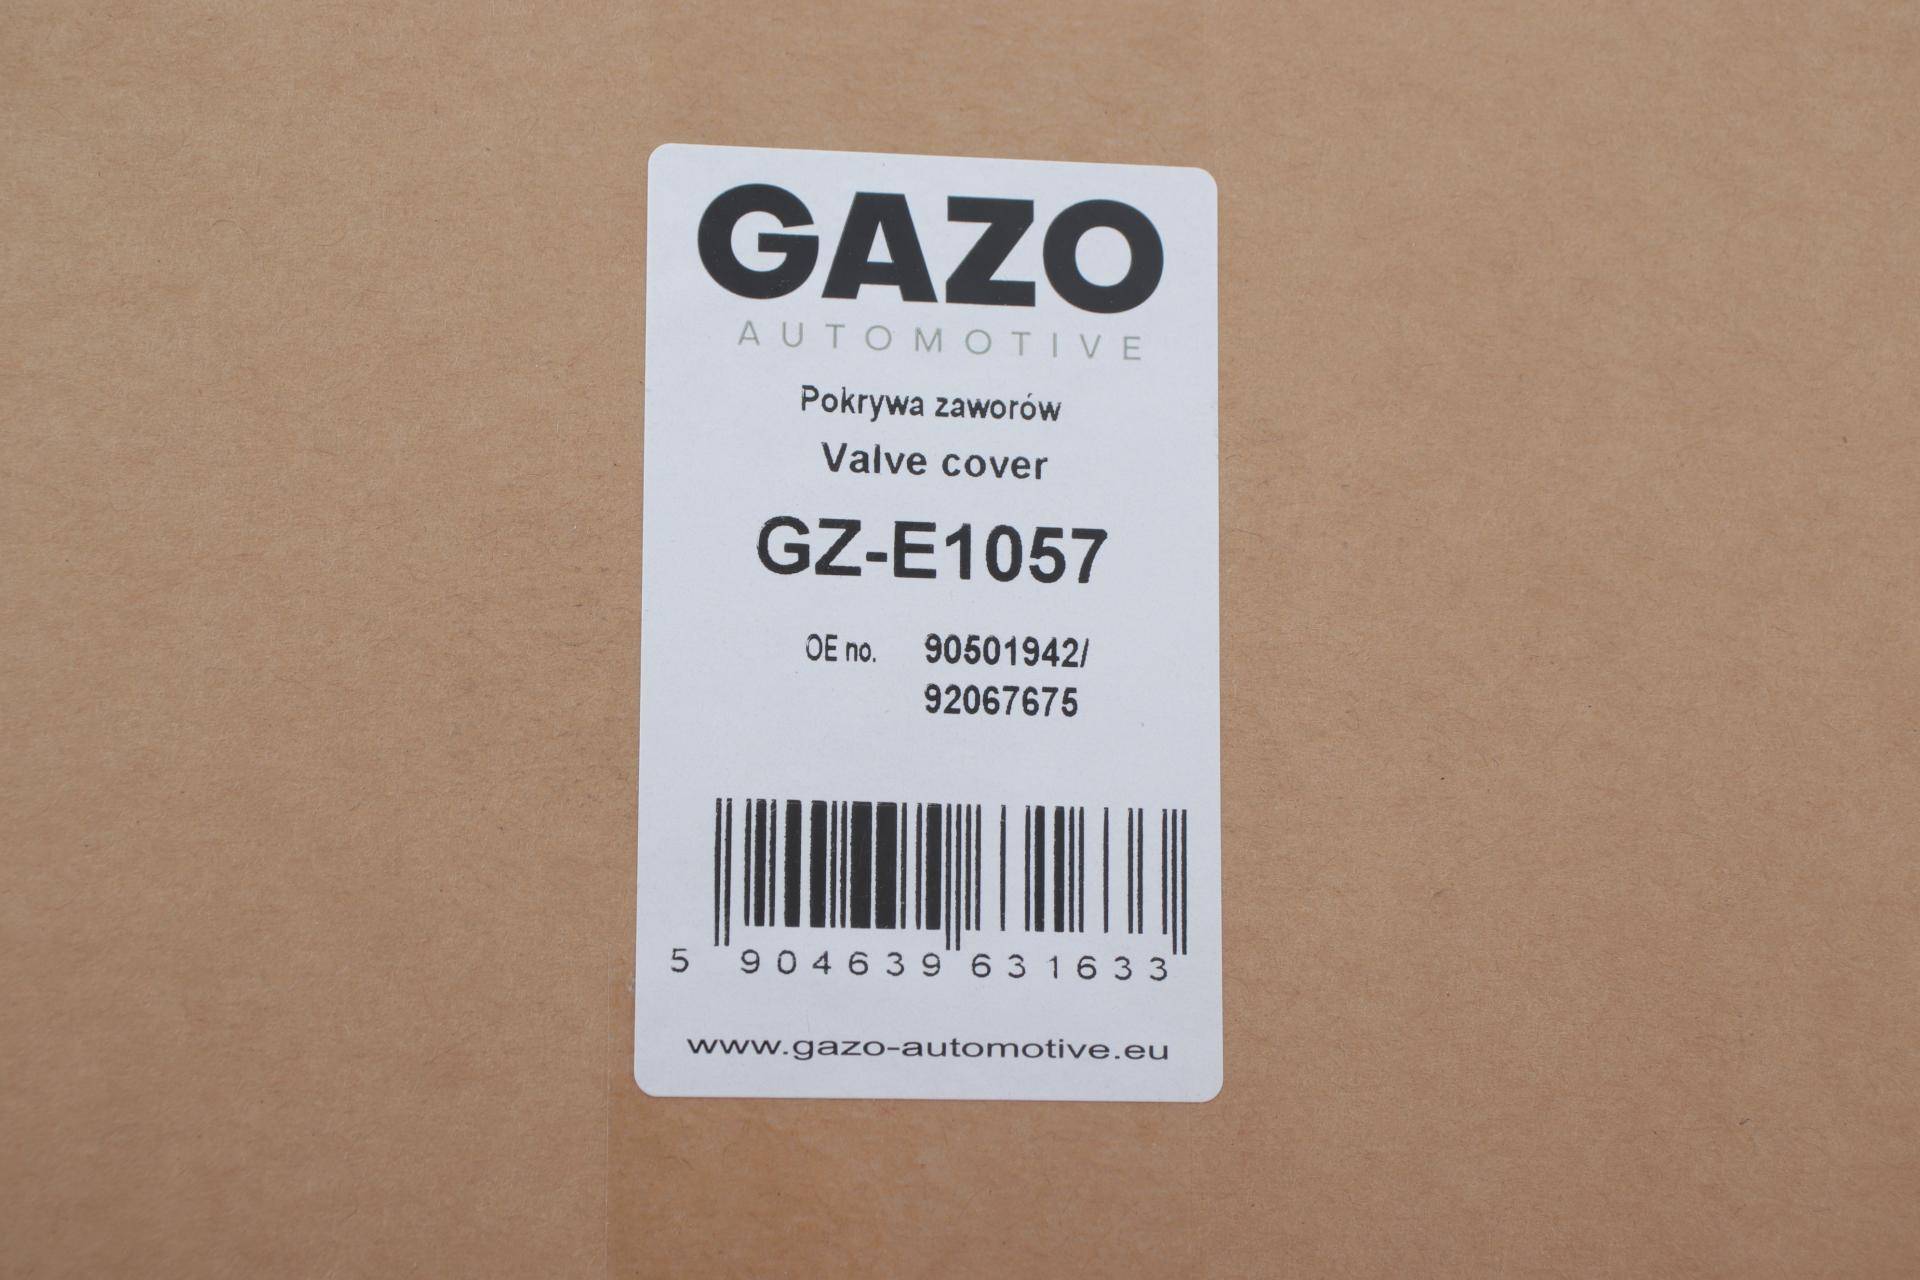 GAZO
AUTOMOTIVE
Pokrywa zaworów
Valve cover
GZ-E1057
OE no. 90501942/
92067675
5 904639 631633
www.gazo-automotive.eu